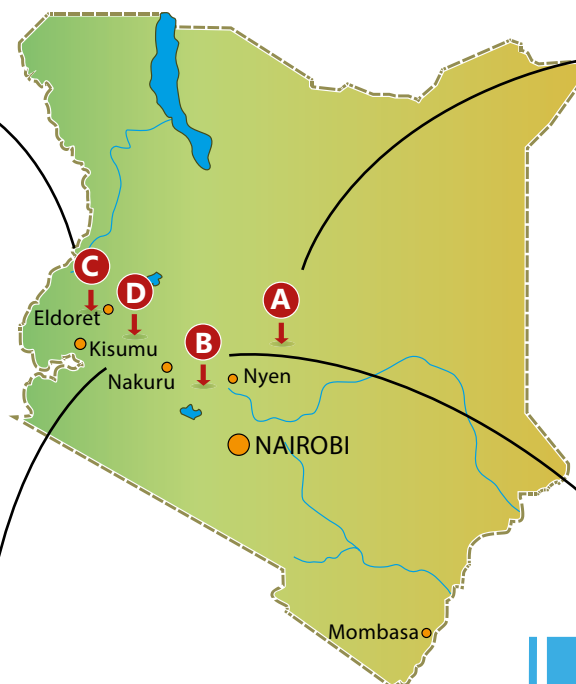 C
D
A
Eldoret
B
Kisumu
Nakuru
Nyen
NAIROBI
Mombasa